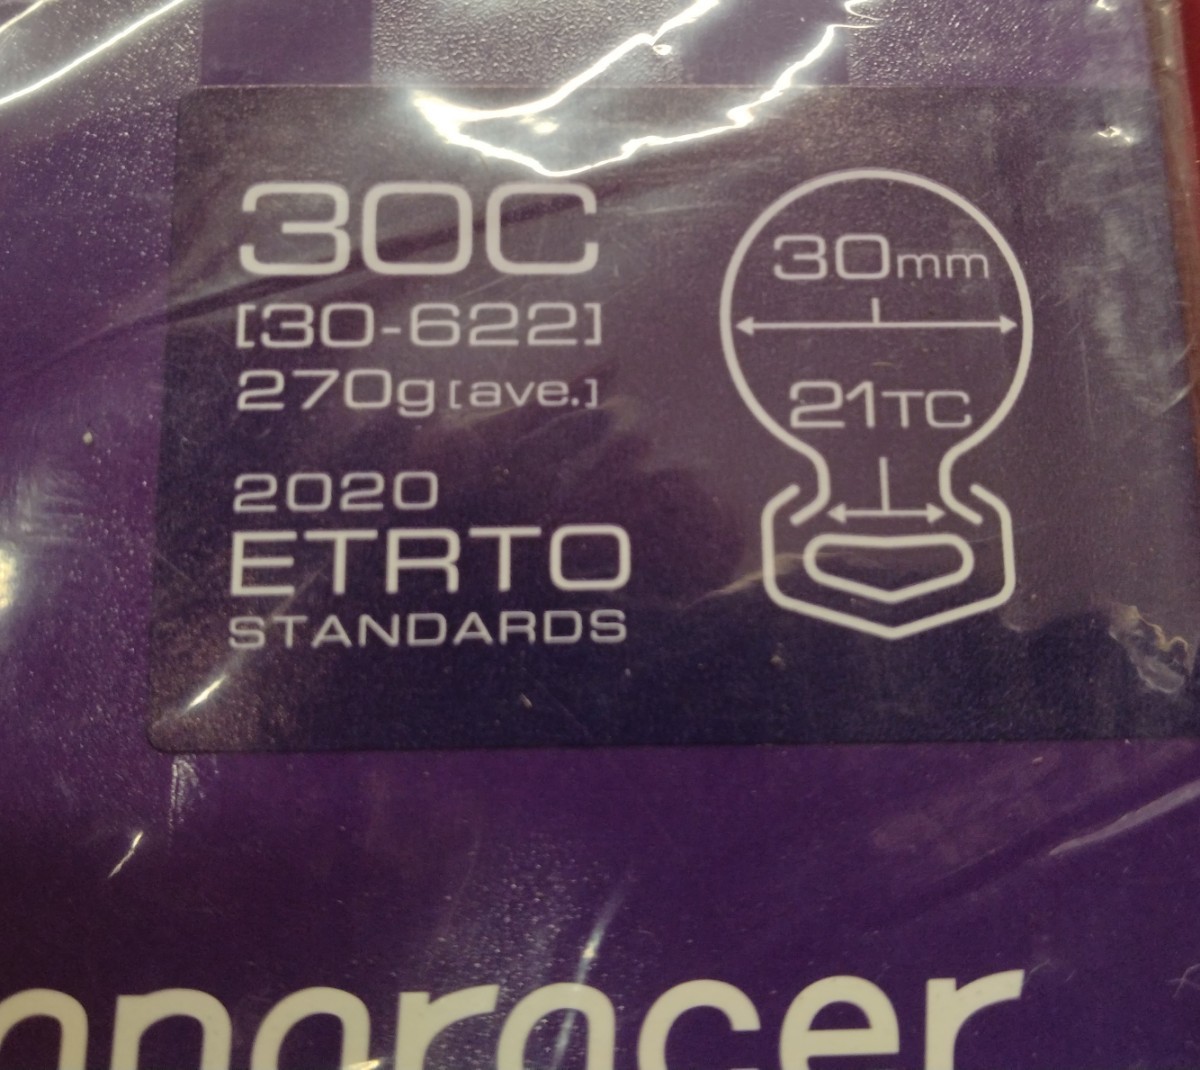 30C
[30-622]
270g [ave.]
2020
ETRTO
STANDARDS
30mm
21TC